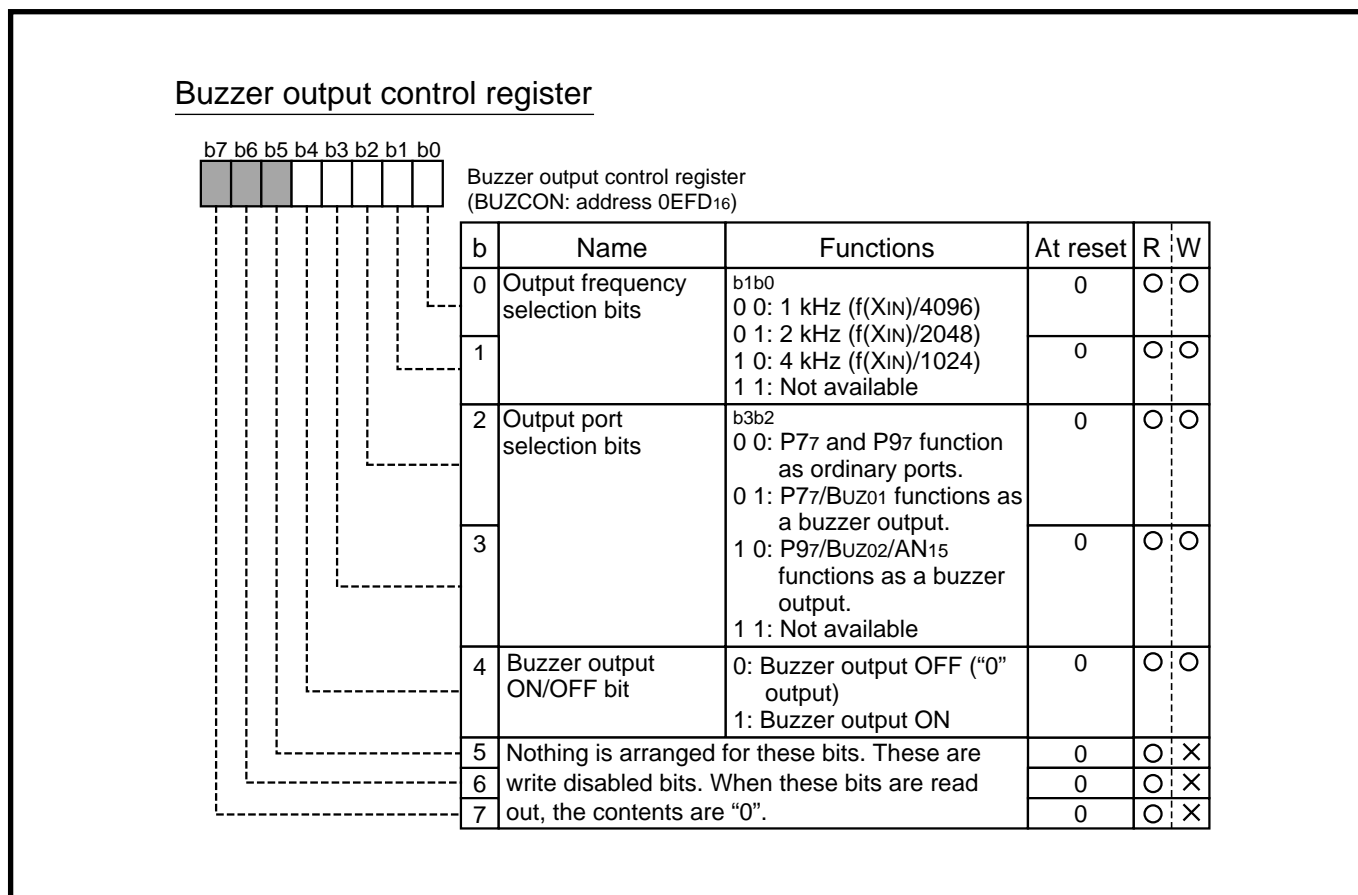 Buzzer output control register
b7 b6 b5 b4 b3 b2 b1 b0
Buzzer output control register
(BUZCON: address 0EFD16)
b Name Functions At reset R W
0 Output frequency selection bits
b1b0
0 0: 1 kHz (f(XIN)/4096)
0 1: 2 kHz (f(XIN)/2048)
1 0: 4 kHz (f(XIN)/1024)
1 1: Not available
0 O O
1
0 O O
2 Output port selection bits
b3b2
0 0: P77 and P97 function
as ordinary ports.
0 1: P77/BUZ01 functions as
a buzzer output.
1 0: P97/BUZ02/AN15
functions as a buzzer
output.
1 1: Not available
0 O O
3
0 O O
4 Buzzer output ON/OFF bit
0: Buzzer output OFF (“0”
output)
1: Buzzer output ON
0 O O
5 Nothing is arranged for these bits. These are 0 O ×
6 write disabled bits. When these bits are read 0 O ×
7 out, the contents are “0”. 0 O ×